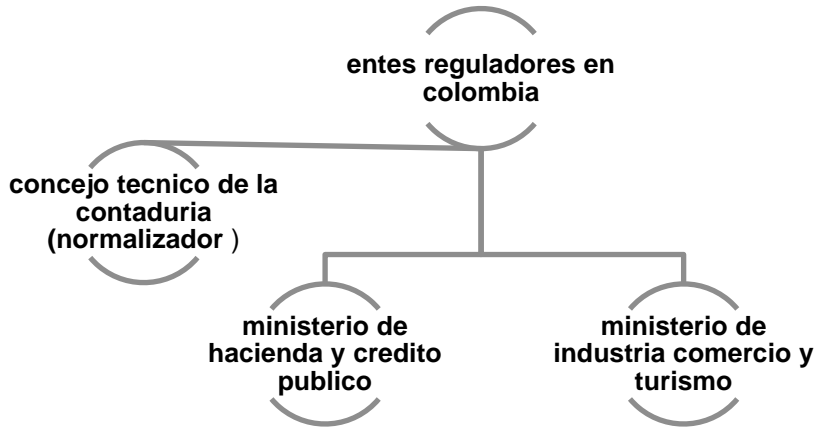 entes reguladores en
colombia
concejo tecnico de la
contaduria
(normalizador )
ministerio de
hacienda y credito
publico
ministerio de
industria comercio y
turismo